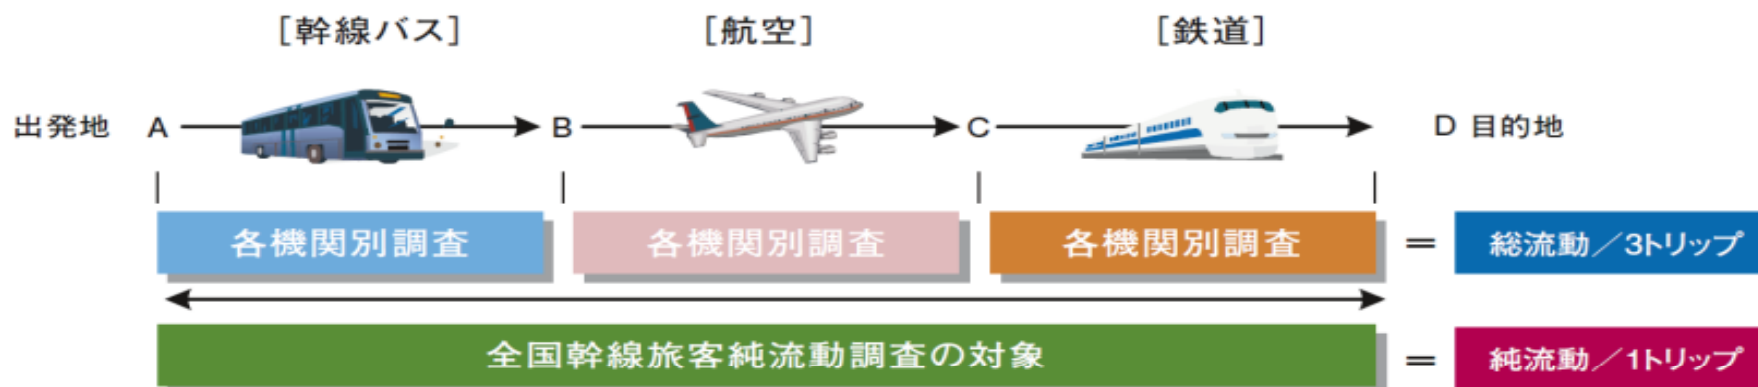 ［幹線バス］ ［航空］ ［鉄道］
出発地 A B C D 目的地
各機関別調査 各機関別調査 各機関別調査 ＝ 総流動／3トリップ
全国幹線旅客純流動調査の対象 ＝ 純流動／1トリップ